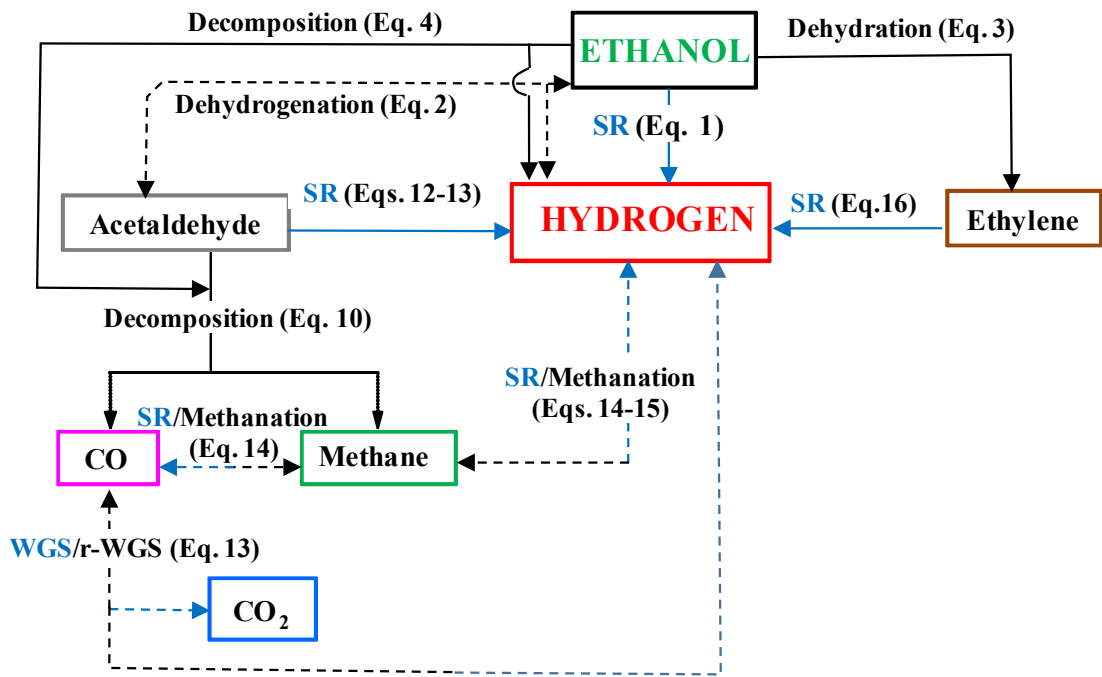 Decomposition (Eq. 4)
ETHANOL
Dehydration (Eq. 3)
Dehydrogenation (Eq. 2)
SR (Eq. 1)
SR (Eqs. 12-13)
Acetaldehyde
HYDROGEN
SR (Eq.16)
Ethylene
Decomposition (Eq. 10)
SR/Methanation
(Eqs. 14-15)
SR/Methanation
(Eq. 14)
CO
Methane
WGS/r-WGS (Eq. 13)
CO₂